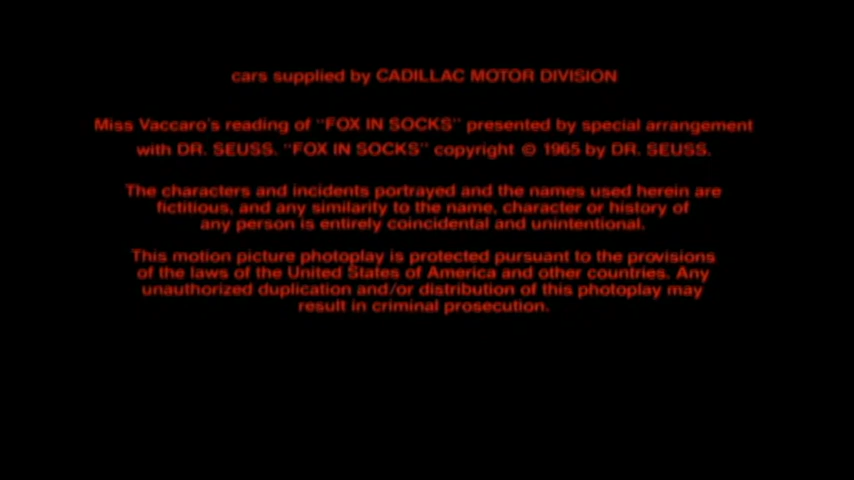 cars supplied by CADILLAC MOTOR DIVISION
Miss Vaccaro's reading of "FOX IN SOCKS" presented by special arrangement
with DR. SEUSS. "FOX IN SOCKS" copyright © 1965 by DR. SEUSS.
The characters and incidents portrayed and the names used herein are
fictitious, and any similarity to the name, character or history of
any person is entirely coincidental and unintentional.
This motion picture photoplay is protected pursuant to the provisions
of the laws of the United States of America and other countries. Any
unauthorized duplication and/or distribution of this photoplay may
result in criminal prosecution.